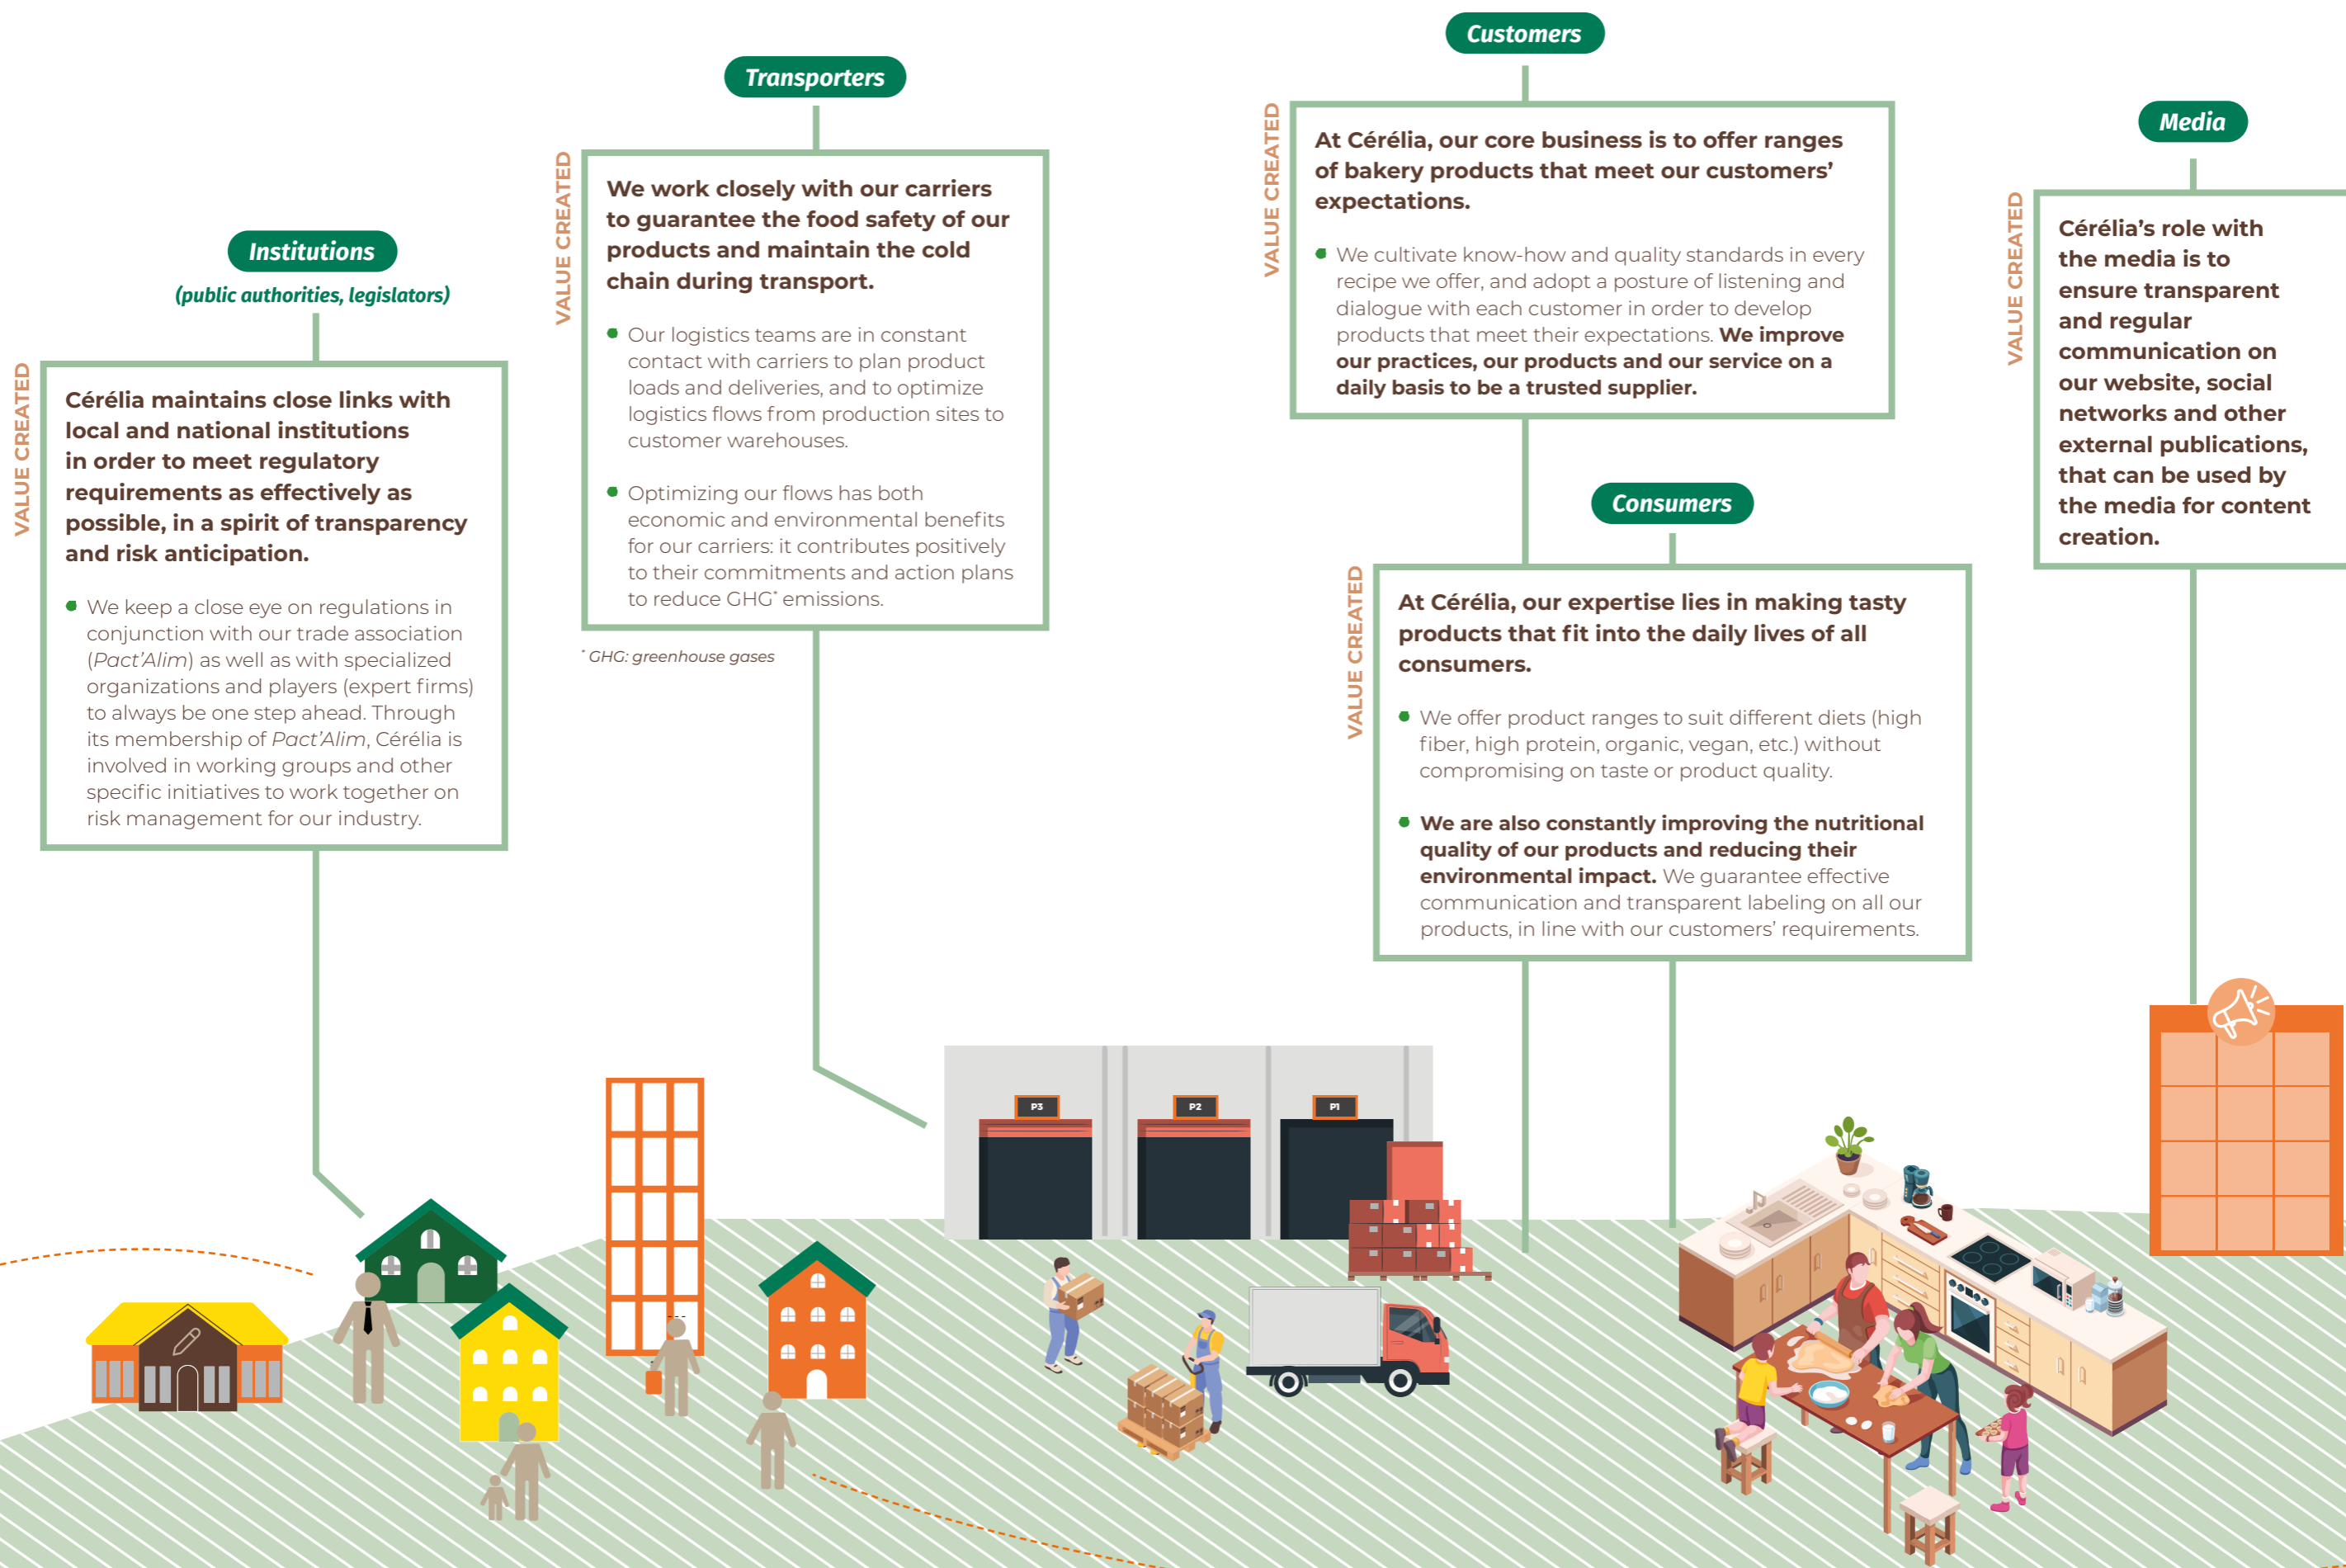 Institutions
(public authorities, legislators)
VALUE CREATED
Cérélia maintains close links with
local and national institutions
in order to meet regulatory
requirements as effectively as
possible, in a spirit of transparency
and risk anticipation.
We keep a close eye on regulations in
conjunction with our trade association
(Pact’Alim) as well as with specialized
organizations and players (expert firms)
to always be one step ahead. Through
its membership of Pact’Alim, Cérélia is
involved in working groups and other
specific initiatives to work together on
risk management for our industry.
Transporters
VALUE CREATED
We work closely with our carriers
to guarantee the food safety of our
products and maintain the cold
chain during transport.
Our logistics teams are in constant
contact with carriers to plan product
loads and deliveries, and to optimize
logistics flows from production sites to
customer warehouses.
Optimizing our flows has both
economic and environmental benefits
for our carriers: it contributes positively
to their commitments and action plans
to reduce GHG* emissions.
* GHG: greenhouse gases
Customers
VALUE CREATED
At Cérélia, our core business is to offer ranges
of bakery products that meet our customers’
expectations.
We cultivate know-how and quality standards in every
recipe we offer, and adopt a posture of listening and
dialogue with each customer in order to develop
products that meet their expectations. We improve
our practices, our products and our service on a
daily basis to be a trusted supplier.
Consumers
VALUE CREATED
At Cérélia, our expertise lies in making tasty
products that fit into the daily lives of all
consumers.
We offer product ranges to suit different diets (high
fiber, high protein, organic, vegan, etc.) without
compromising on taste or product quality.
We are also constantly improving the nutritional
quality of our products and reducing their
environmental impact. We guarantee effective
communication and transparent labeling on all our
products, in line with our customers’ requirements.
Media
VALUE CREATED
Cérélia’s role with
the media is to
ensure transparent
and regular
communication on
our website, social
networks and other
external publications,
that can be used by
the media for content
creation.
P3
P2
P1